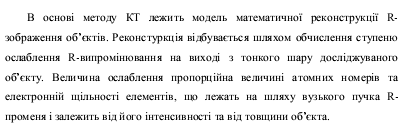 В основі методу КТ лежить модель математичної реконструкції R-
зображення об’єктів. Реконстуркція відбувається шляхом обчислення ступеню
ослаблення R-випромінювання на виході з тонкого шару досліджуваного
об’єкту. Величина ослаблення пропорційна величині атомних номерів та
електронній щільності елементів, що лежать на шляху вузького пучка R-
променя і залежить від його інтенсивності та від товщини об’єкта.